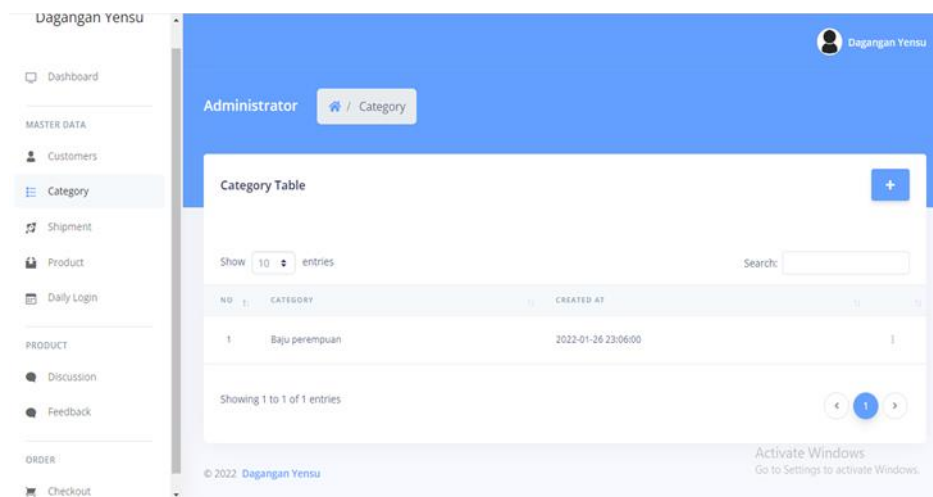 Dagangan Yensu
Dashboard
MASTER DATA
Customers
Category
Shipment
Product
Daily Login
PRODUCT
Discussion
Feedback
ORDER
Checkout
Dagangan Yensu
Administrator / Category
Category Table
+
Show 10 entries
Search:
NO CATEGORY CREATED AT
1 Baju perempuan 2022-01-26 23:06:00
Showing 1 to 1 of 1 entries
‹ 1 ›
© 2022 Dagangan Yensu
Activate Windows
Go to Settings to activate Windows.